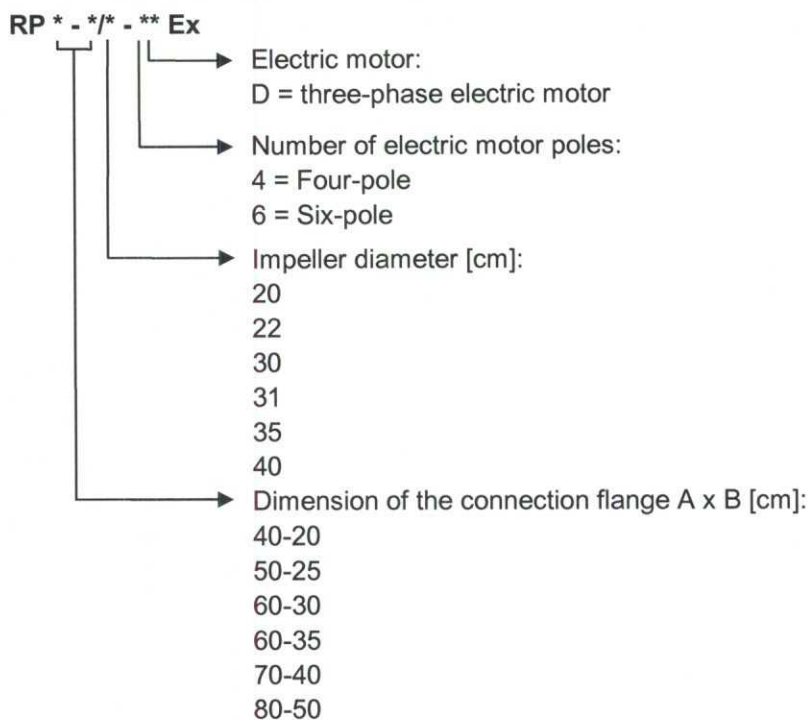 RP * - */* - ** Ex
Electric motor:
D = three-phase electric motor
Number of electric motor poles:
4 = Four-pole
6 = Six-pole
Impeller diameter [cm]:
20
22
30
31
35
40
Dimension of the connection flange A x B [cm]:
40-20
50-25
60-30
60-35
70-40
80-50